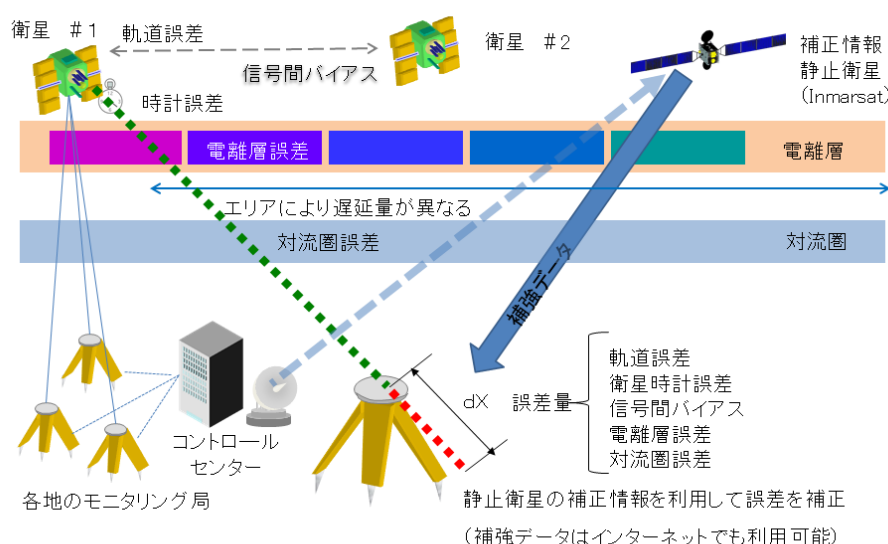 衛星 #1
軌道誤差
衛星 #2
信号間バイアス
補正情報
静止衛星
(Inmarsat)
時計誤差
電離層誤差
電離層
エリアにより遅延量が異なる
対流圏誤差
対流圏
補強データ
dX 誤差量
軌道誤差
衛星時計誤差
信号間バイアス
電離層誤差
対流圏誤差
コントロール
センター
各地のモニタリング局
静止衛星の補正情報を利用して誤差を補正
(補強データはインターネットでも利用可能)